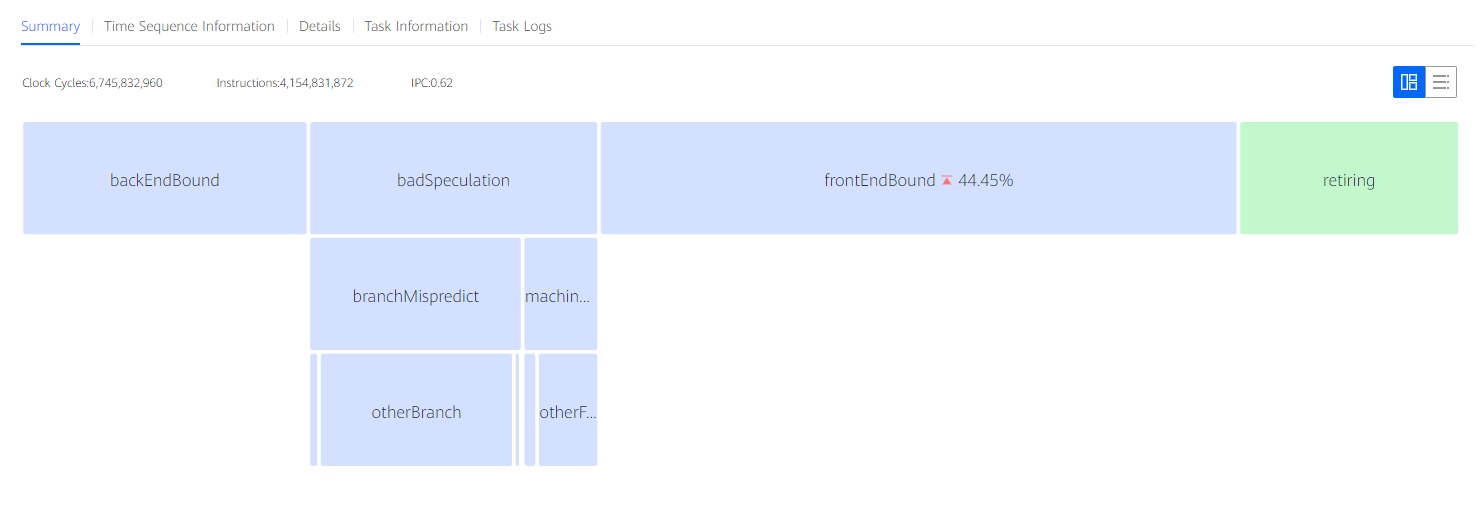 Summary
Time Sequence Information
Details
Task Information
Task Logs
Clock Cycles:6,745,832,960
Instructions:4,154,831,872
IPC:0.62
backEndBound
badSpeculation
frontEndBound 44.45%
retiring
branchMispredict
machin...
otherBranch
otherF...